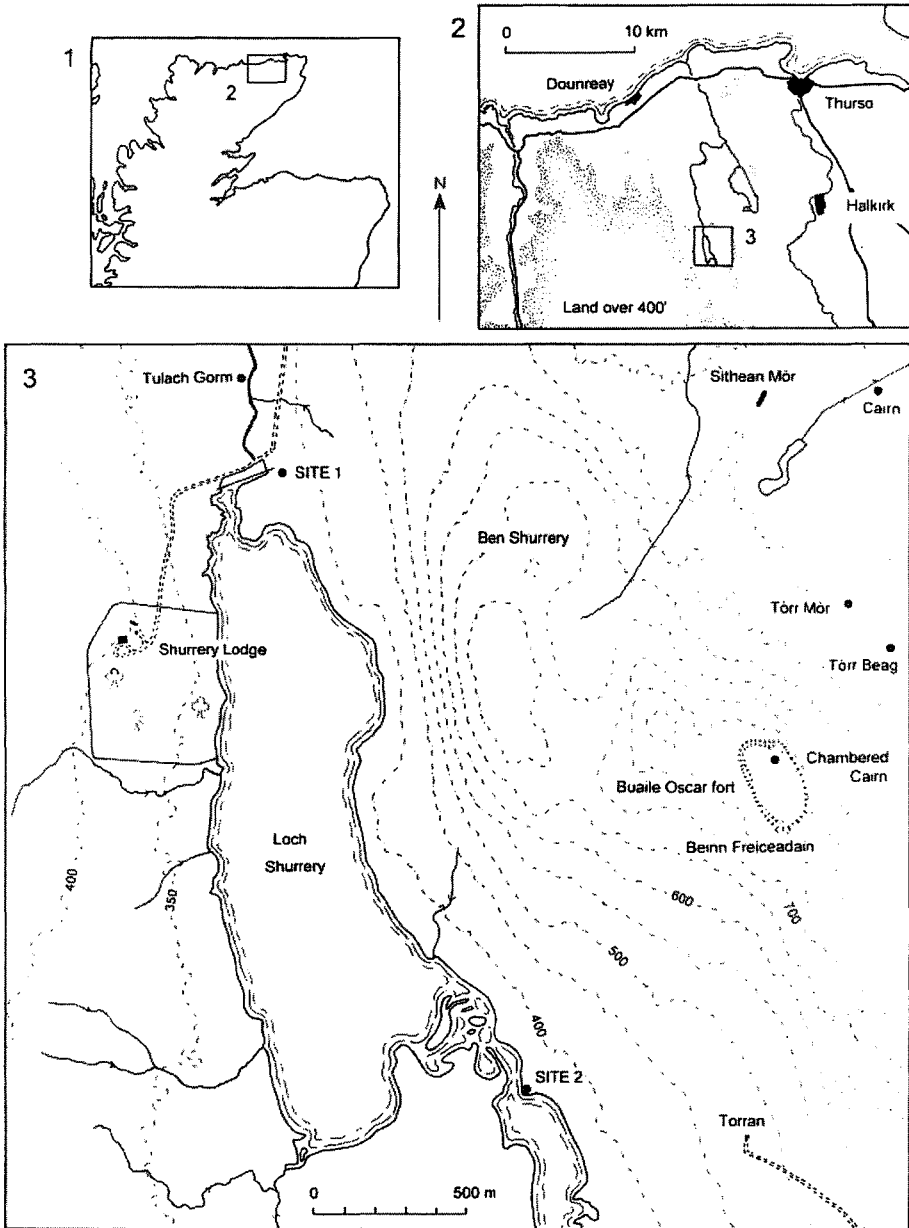 1
2
N
2
0 10 km
Dounreay
Thurso
Halkirk
3
Land over 400'
3
Tulach Gorm
SITE 1
Sithean Mòr
Cairn
Ben Shurrery
Tòrr Mòr
Tòrr Beag
Shurrery Lodge
Chambered
Cairn
Buaile Oscar fort
Beinn Freiceadain
Loch
Shurrery
400
350
600
700
500
400
SITE 2
Torran
0 500 m